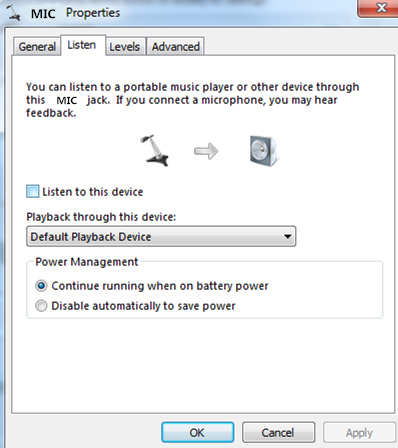 MIC Properties
General Listen Levels Advanced
You can listen to a portable music player or other device through
this MIC jack. If you connect a microphone, you may hear
feedback.
Listen to this device
Playback through this device:
Default Playback Device
Power Management
Continue running when on battery power
Disable automatically to save power
OK Cancel Apply